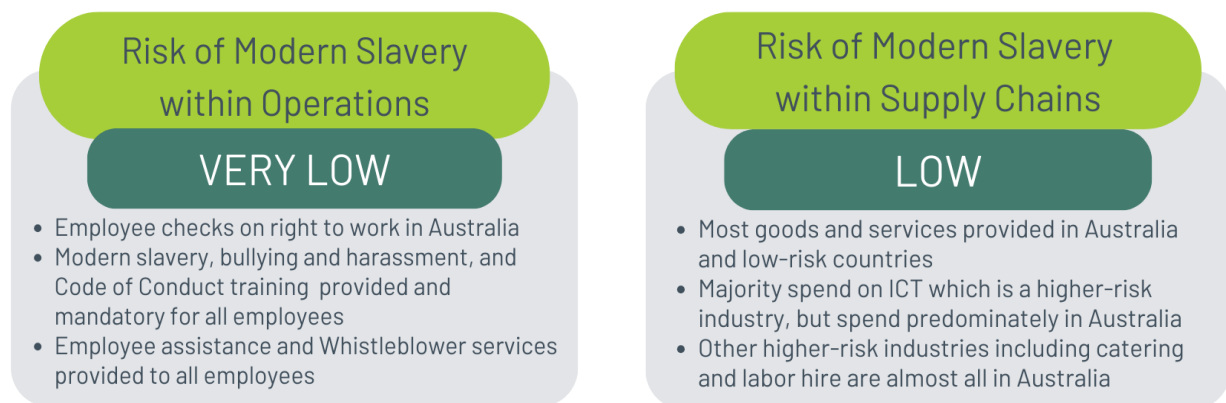 Risk of Modern Slavery
within Operations
VERY LOW
• Employee checks on right to work in Australia
• Modern slavery, bullying and harassment, and
Code of Conduct training provided and
mandatory for all employees
• Employee assistance and Whistleblower services
provided to all employees
Risk of Modern Slavery
within Supply Chains
LOW
• Most goods and services provided in Australia
and low-risk countries
• Majority spend on ICT which is a higher-risk
industry, but spend predominately in Australia
• Other higher-risk industries including catering
and labor hire are almost all in Australia